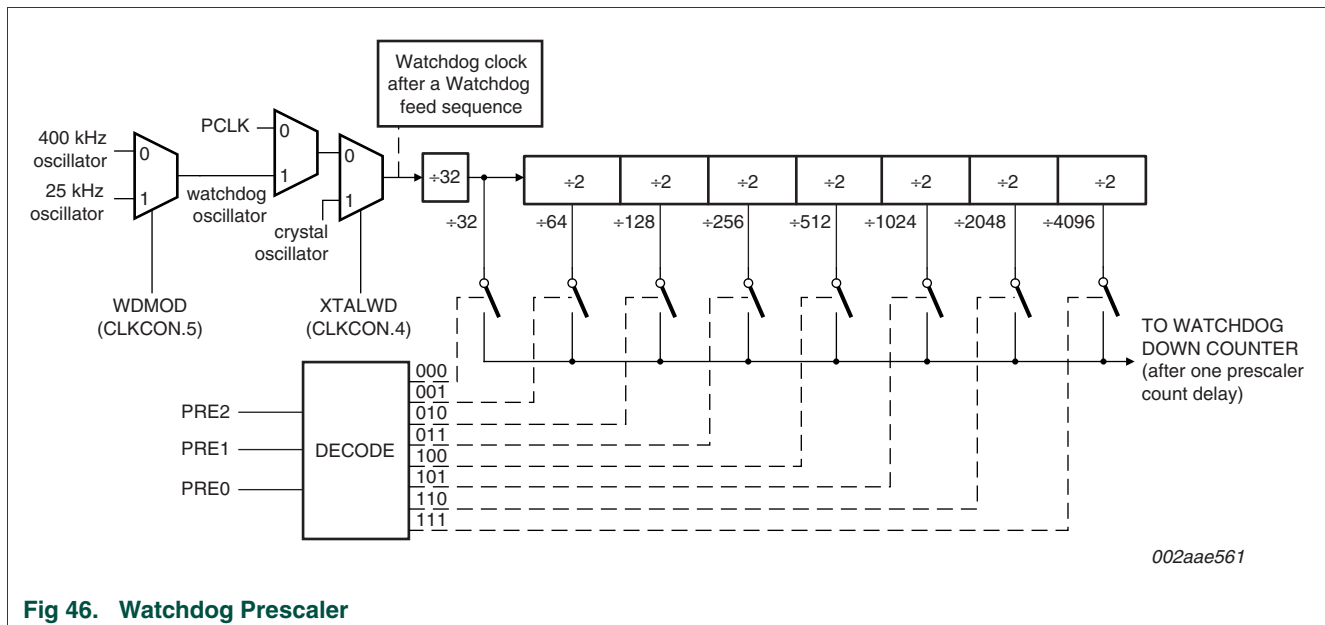 Watchdog clock
after a Watchdog
feed sequence
PCLK
0
1
400 kHz
oscillator
0
25 kHz
oscillator
1
watchdog
oscillator
0
1
crystal
oscillator
÷32
÷2
÷2
÷2
÷2
÷2
÷2
÷2
÷32
÷64
÷128
÷256
÷512
÷1024
÷2048
÷4096
WDMOD
(CLKCON.5)
XTALWD
(CLKCON.4)
TO WATCHDOG
DOWN COUNTER
(after one prescaler
count delay)
PRE2
PRE1
PRE0
DECODE
000
001
010
011
100
101
110
111
002aae561
Fig 46. Watchdog Prescaler